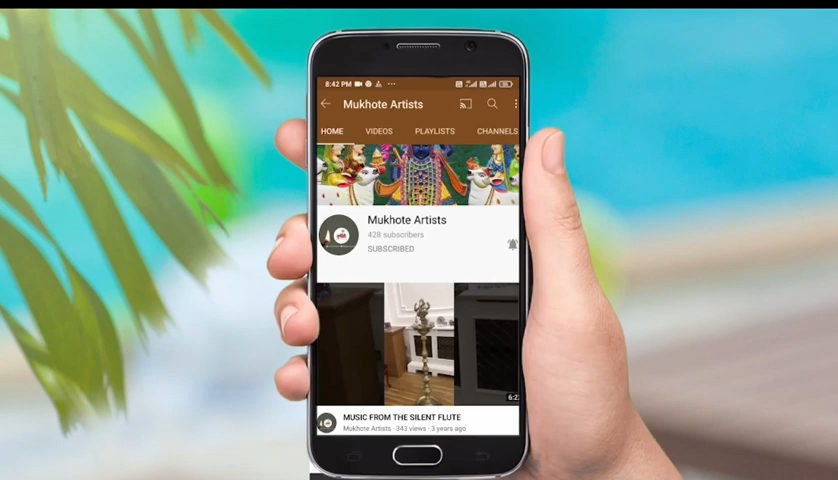 8:42 PM
Mukhote Artists
HOME VIDEOS PLAYLISTS CHANNELS
Mukhote Artists
428 subscribers
SUBSCRIBED
6:2
MUSIC FROM THE SILENT FLUTE
Mukhote Artists · 343 views · 3 years ago